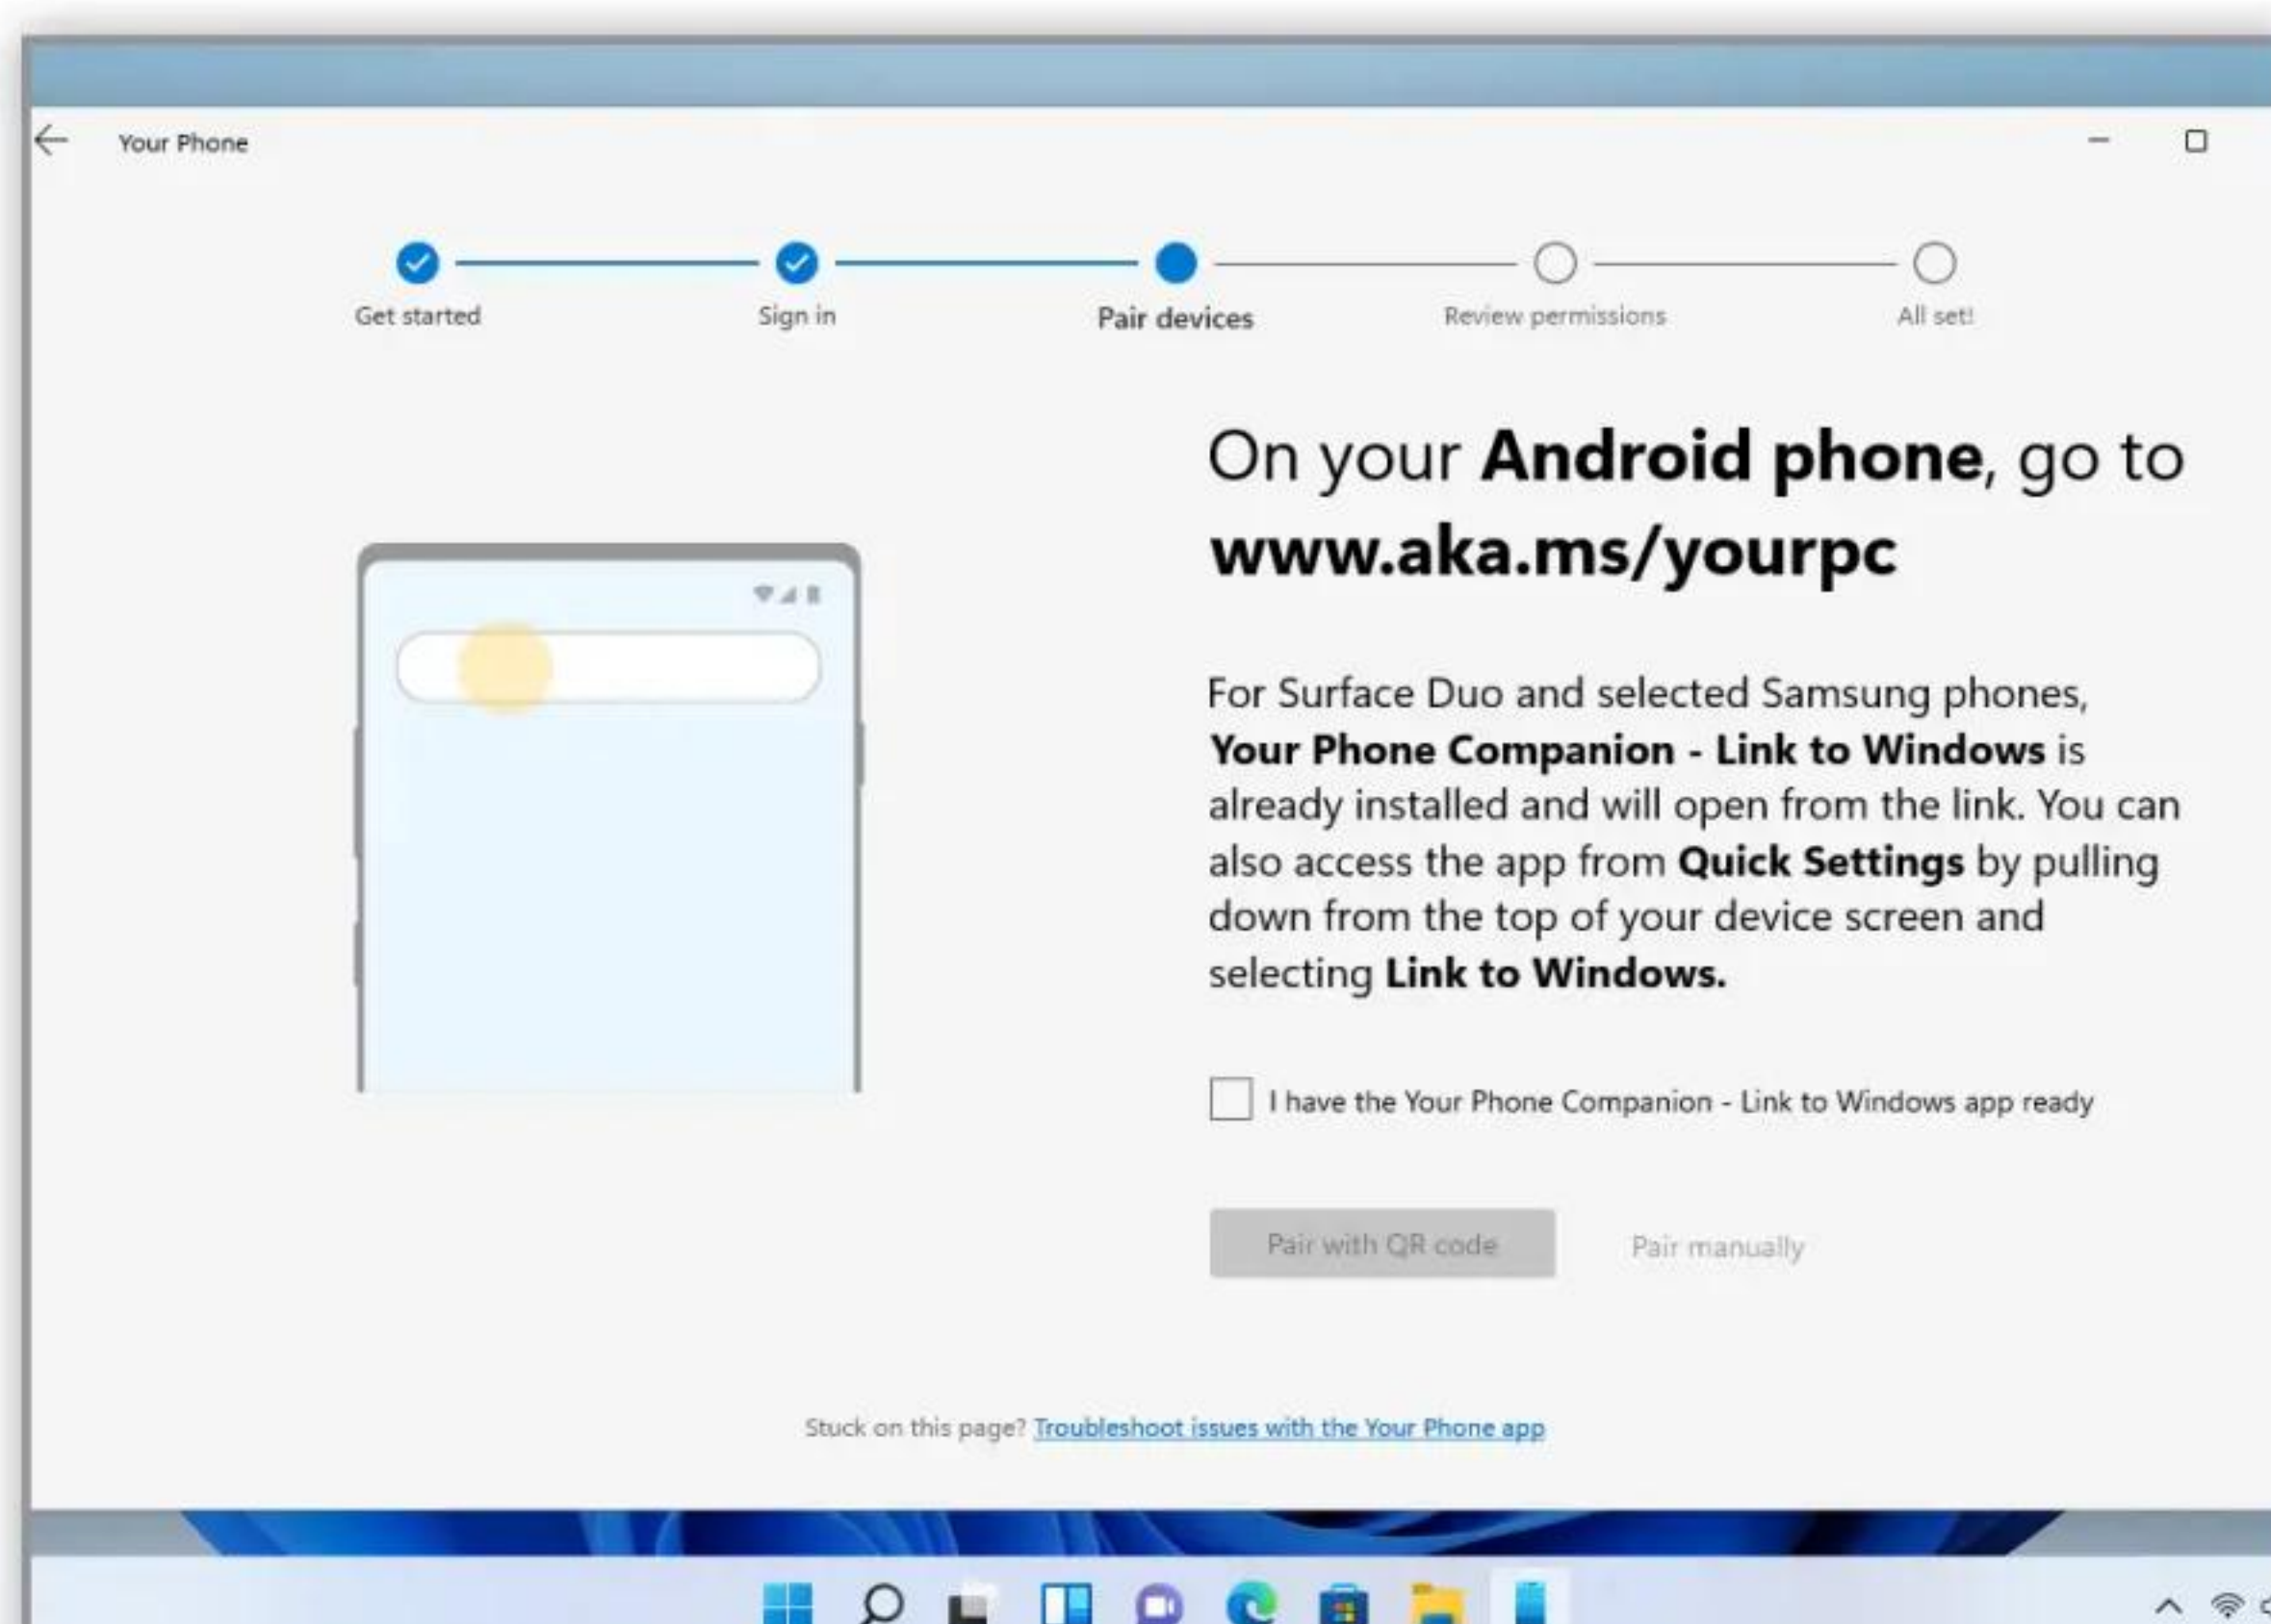 Your Phone
Get started
Sign in
Pair devices
Review permissions
All set!
On your Android phone, go to
www.aka.ms/yourpc
For Surface Duo and selected Samsung phones,
Your Phone Companion - Link to Windows is
already installed and will open from the link. You can
also access the app from Quick Settings by pulling
down from the top of your device screen and
selecting Link to Windows.
I have the Your Phone Companion - Link to Windows app ready
Pair with QR code
Pair manually
Stuck on this page? Troubleshoot issues with the Your Phone app